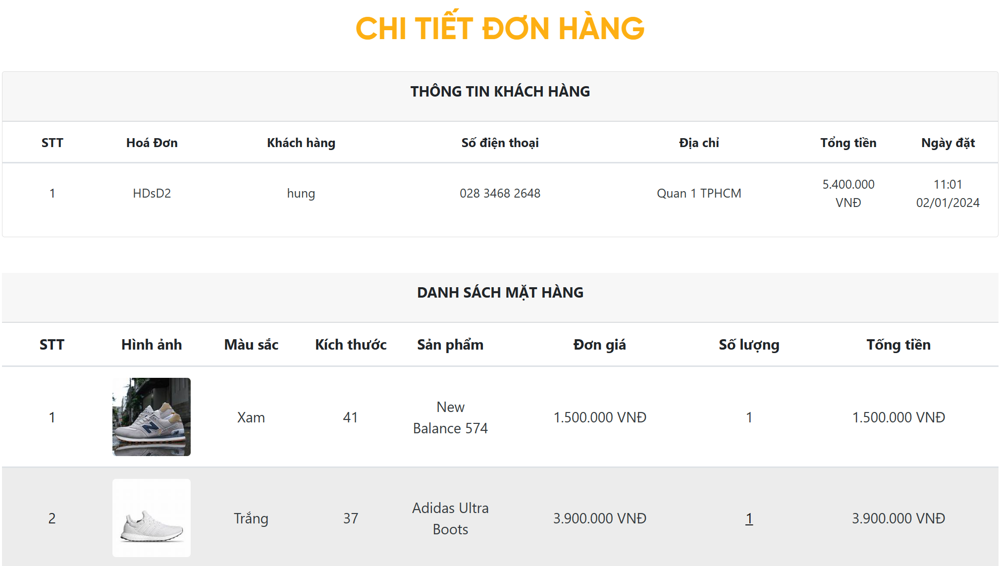 CHI TIẾT ĐƠN HÀNG
THÔNG TIN KHÁCH HÀNG
STT Hoá Đơn Khách hàng Số điện thoại Địa chỉ Tổng tiền Ngày đặt
1 HDsD2 hung 028 3468 2648 Quan 1 TPHCM 5.400.000 VNĐ 11:01 02/01/2024
DANH SÁCH MẶT HÀNG
STT Hình ảnh Màu sắc Kích thước Sản phẩm Đơn giá Số lượng Tống tiền
1 Xam 41 New Balance 574 1.500.000 VNĐ 1 1.500.000 VNĐ
2 Trắng 37 Adidas Ultra Boots 3.900.000 VNĐ 1 3.900.000 VNĐ